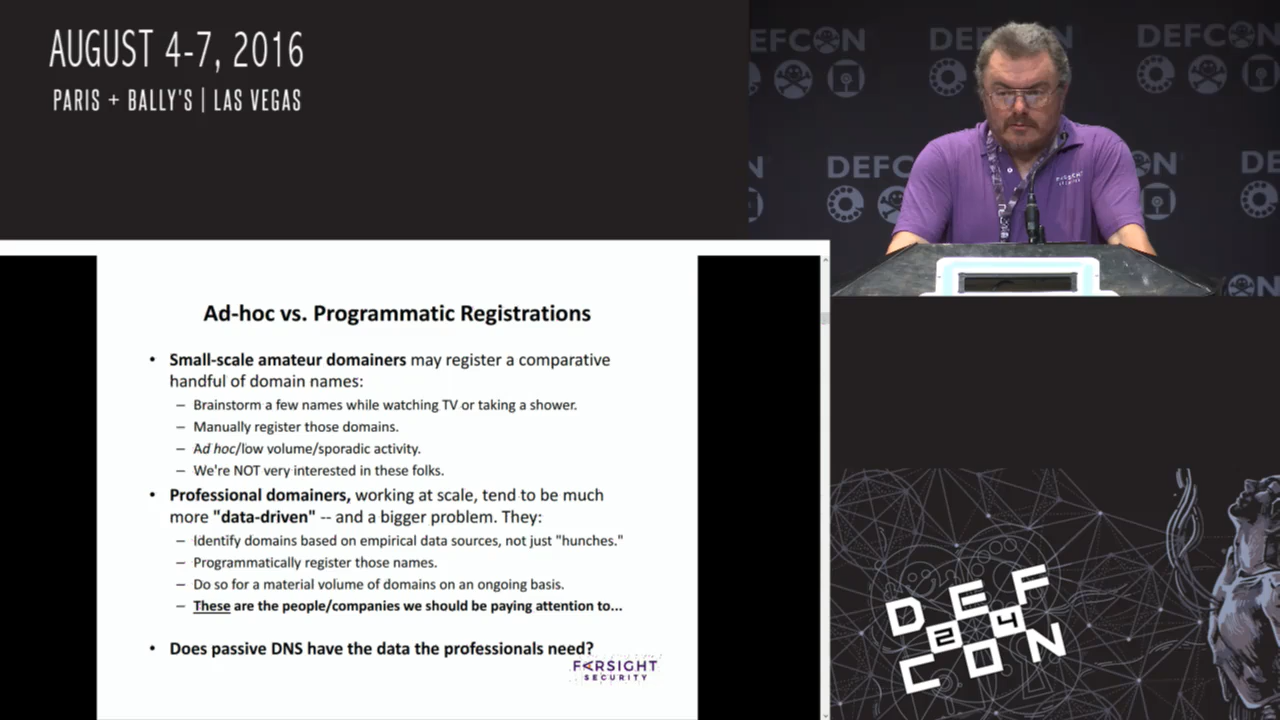 AUGUST 4-7, 2016
PARIS + BALLY'S | LAS VEGAS
DEFCON
DEFCON
DEFCON
DEFCON
Ad-hoc vs. Programmatic Registrations
• Small-scale amateur domainers may register a comparative
handful of domain names:
– Brainstorm a few names while watching TV or taking a shower.
– Manually register those domains.
– Ad hoc/low volume/sporadic activity.
– We're NOT very interested in these folks.
• Professional domainers, working at scale, tend to be much
more "data-driven" -- and a bigger problem. They:
– Identify domains based on empirical data sources, not just "hunches."
– Programmatically register those names.
– Do so for a material volume of domains on an ongoing basis.
– These are the people/companies we should be paying attention to...
• Does passive DNS have the data the professionals need?
FARSIGHT
SECURITY
DEF
24
CON